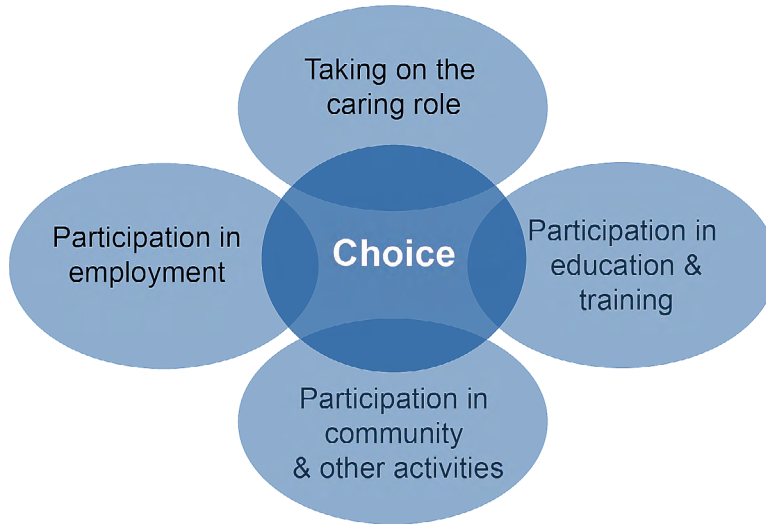 Taking on the
caring role
Participation in
employment
Choice
Participation in
education &
training
Participation in
community
& other activities